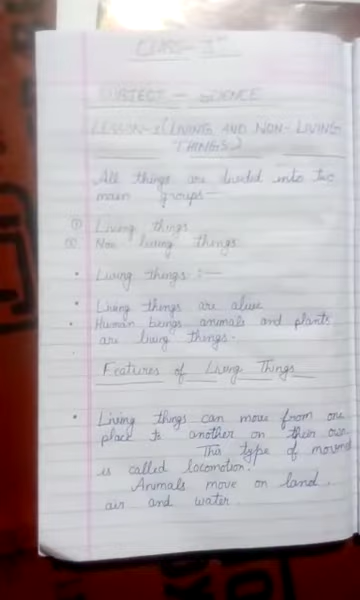 CLASS - I
SUBJECT - SCIENCE
LESSON-1 (LIVING AND NON-LIVING
THINGS)
All things are divided into two
main groups -
① Living things
② Non living things
• Living things :-
• Living things are alive
• Human beings animals and plants
are living things.
Features of Living Things
• Living things can move from one
place to another on their own.
This type of movement
is called locomotion.
Animals move on land,
air and water.